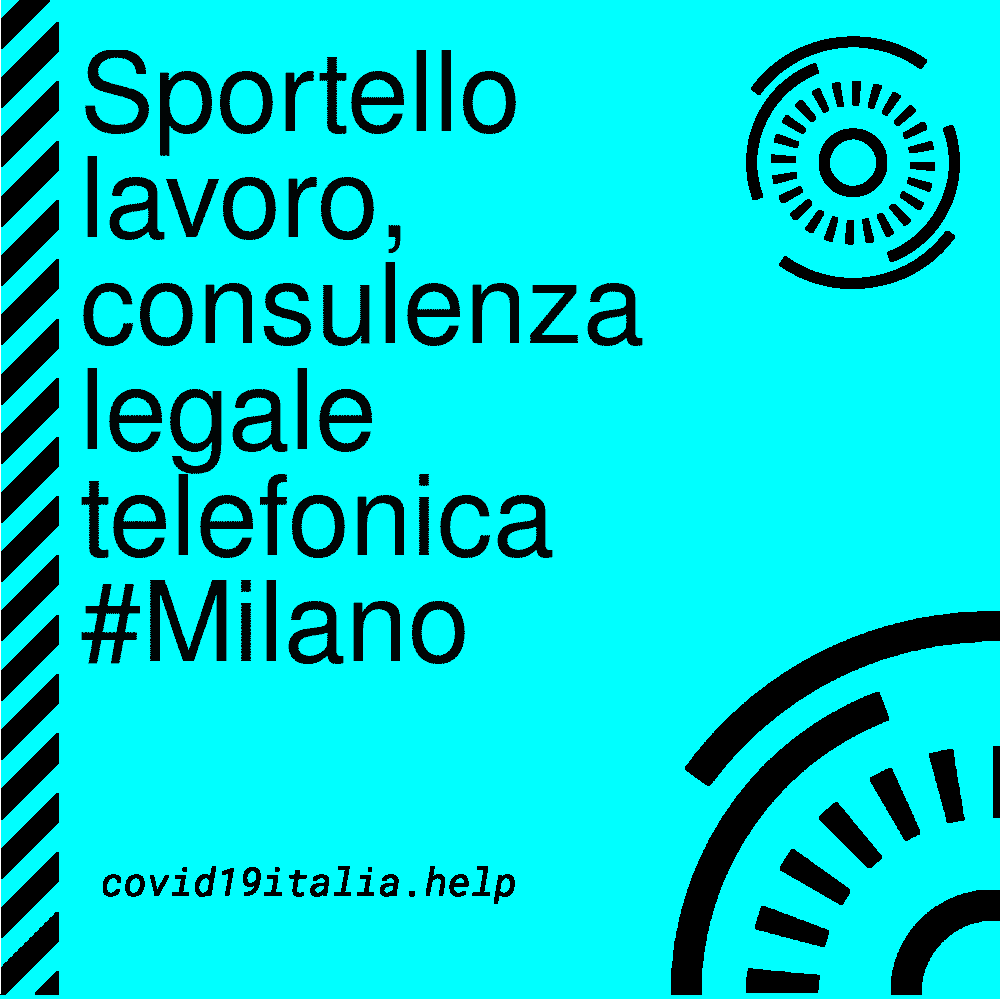 Sportello
lavoro,
consulenza
legale
telefonica
#Milano
covid19italia.help